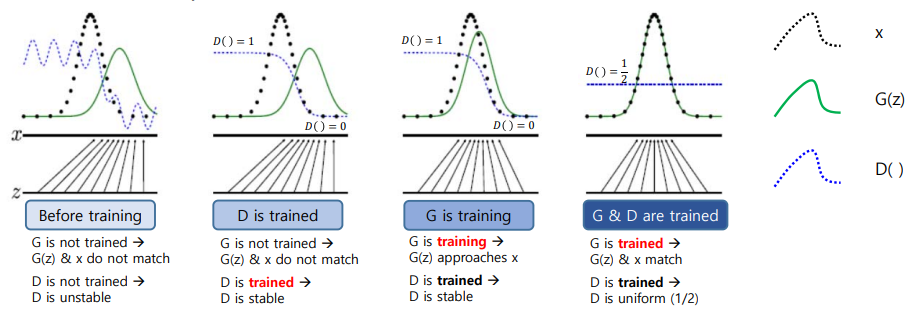 D( ) = 1
D( ) = 0
D( ) = 1
D( ) = 0
D( ) = 1/2
x
G(z)
D( )
x
z
Before training
G is not trained →
G(z) & x do not match
D is not trained →
D is unstable
D is trained
G is not trained →
G(z) & x do not match
D is trained →
D is stable
G is training
G is training →
G(z) approaches x
D is trained →
D is stable
G & D are trained
G is trained →
G(z) & x match
D is trained →
D is uniform (1/2)